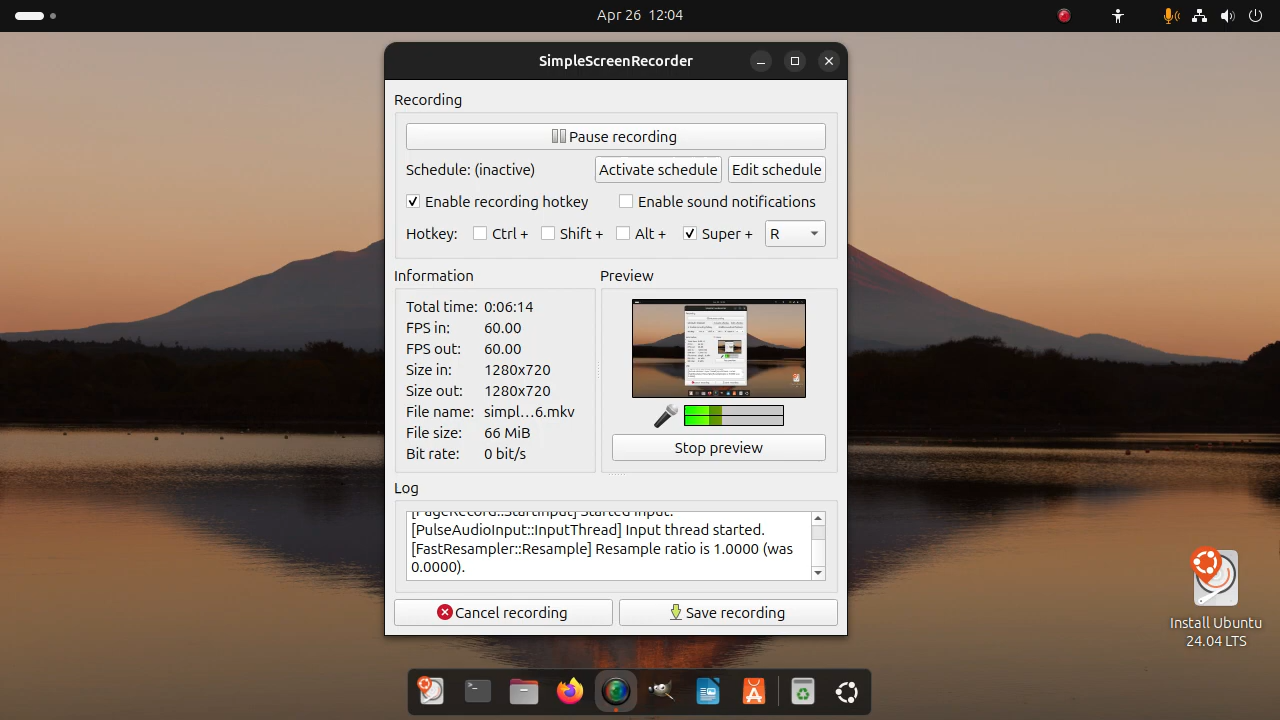 Apr 26 12:04
SimpleScreenRecorder
Recording
Pause recording
Schedule: (inactive) Activate schedule Edit schedule
Enable recording hotkey Enable sound notifications
Hotkey: Ctrl + Shift + Alt + Super + R
Information Preview
Total time: 0:06:14
FPS in: 60.00
FPS out: 60.00
Size in: 1280x720
Size out: 1280x720
File name: simpl...6.mkv
File size: 66 MiB
Bit rate: 0 bit/s
Stop preview
Log
[PageRecord::StartInput] Started input.
[PulseAudioInput::InputThread] Input thread started.
[FastResampler::Resample] Resample ratio is 1.0000 (was
0.0000).
Cancel recording Save recording
Install Ubuntu
24.04 LTS